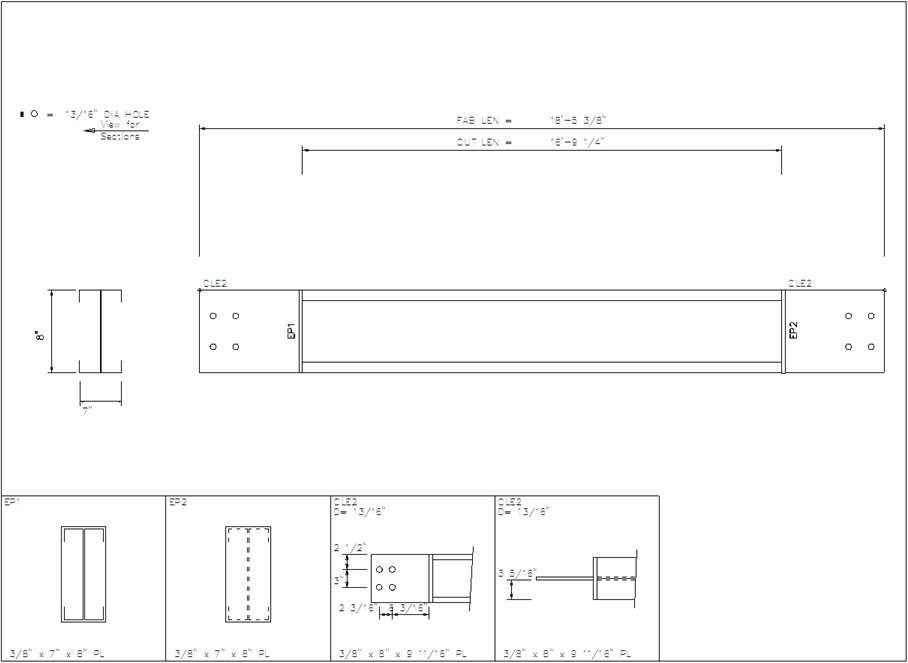 = 13/16" DIA HOLE
View for
Sections
FAB LEN = 18'-5 3/8"
CUT LEN = 16'-9 1/4"
CLE2
CLE2
8"
EP1
EP2
7"
EP1
EP2
CLE2
D= 13/16"
CLE2
D= 13/16"
2 1/2"
3"
2 3/16" 6 3/16"
3 5/16"
3/8" x 7" x 8" PL
3/8" x 7" x 8" PL
3/8" x 8" x 9 11/16" PL
3/8" x 8" x 9 11/16" PL